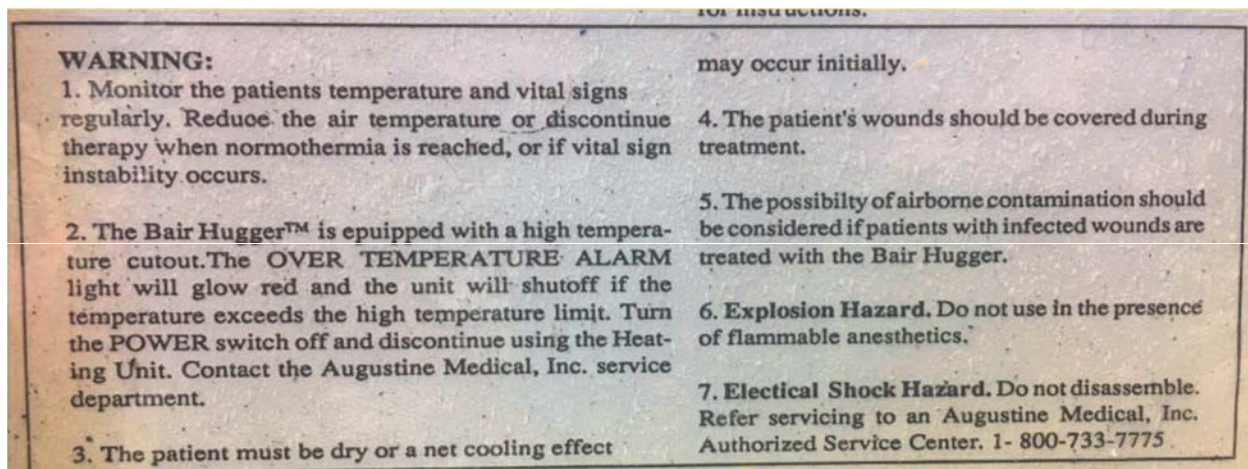 for instructions.
WARNING:
1. Monitor the patients temperature and vital signs
regularly. Reduce the air temperature or discontinue
therapy when normothermia is reached, or if vital sign
instability occurs.
2. The Bair Hugger™ is epuipped with a high tempera-
ture cutout.The OVER TEMPERATURE ALARM
light will glow red and the unit will shutoff if the
temperature exceeds the high temperature limit. Turn
the POWER switch off and discontinue using the Heat-
ing Unit. Contact the Augustine Medical, Inc. service
department.
3. The patient must be dry or a net cooling effect
may occur initially.
4. The patient's wounds should be covered during
treatment.
5. The possibilty of airborne contamination should
be considered if patients with infected wounds are
treated with the Bair Hugger.
6. Explosion Hazard. Do not use in the presence
of flammable anesthetics.
7. Electical Shock Hazard. Do not disassemble.
Refer servicing to an Augustine Medical, Inc.
Authorized Service Center. 1- 800-733-7775